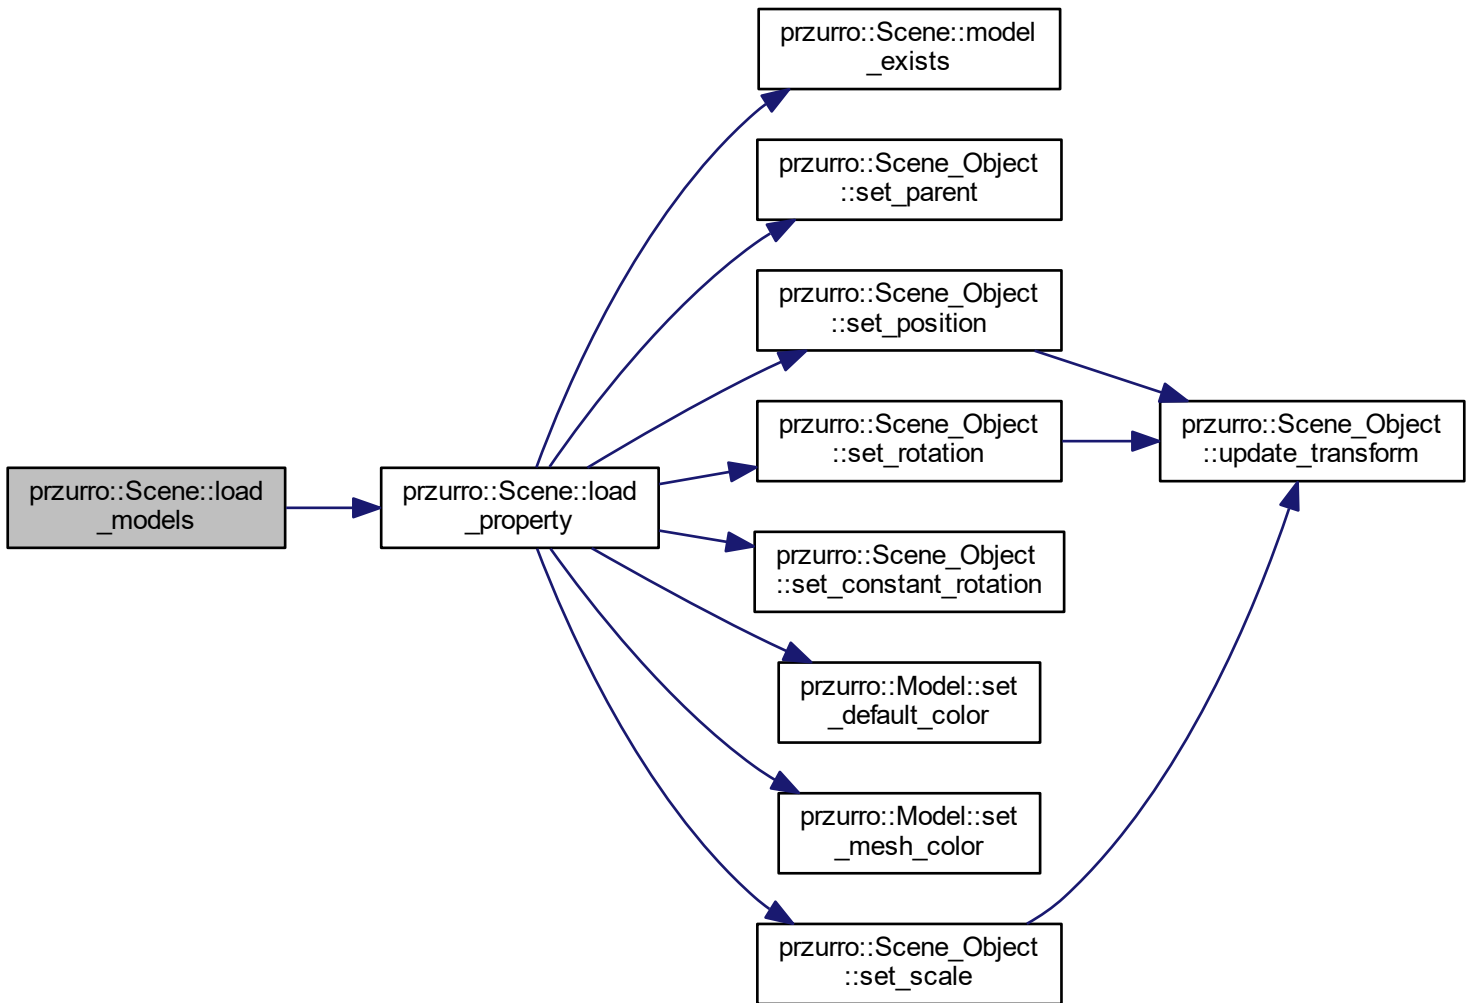 przurro::Scene::model
_exists
przurro::Scene_Object
::set_parent
przurro::Scene_Object
::set_position
przurro::Scene_Object
::set_rotation
przurro::Scene_Object
::update_transform
przurro::Scene::load
_models
przurro::Scene::load
_property
przurro::Scene_Object
::set_constant_rotation
przurro::Model::set
_default_color
przurro::Model::set
_mesh_color
przurro::Scene_Object
::set_scale